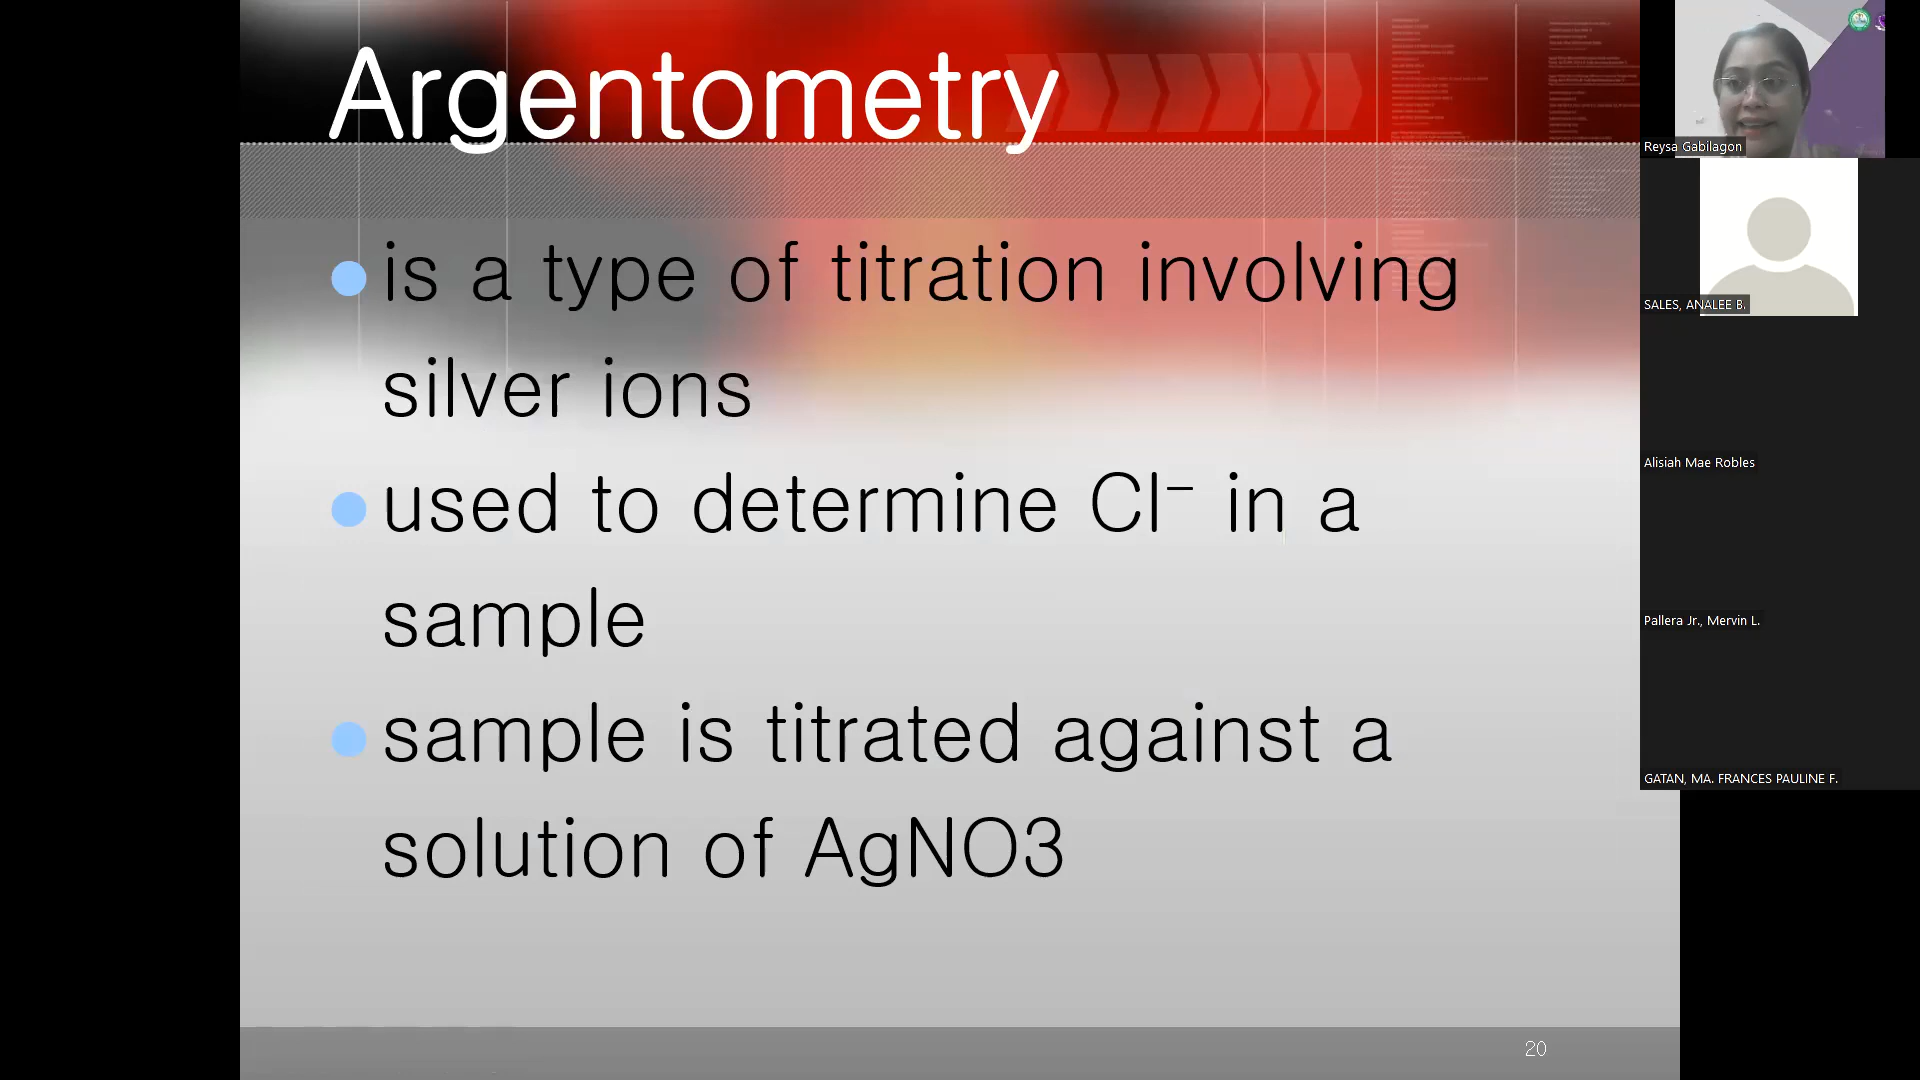 Argentometry
is a type of titration involving
silver ions
used to determine Cl⁻ in a
sample
sample is titrated against a
solution of AgNO3
20
Reysa Gabilagon
SALES, ANALEE B.
Alisiah Mae Robles
Pallera Jr., Mervin L.
GATAN, MA. FRANCES PAULINE F.